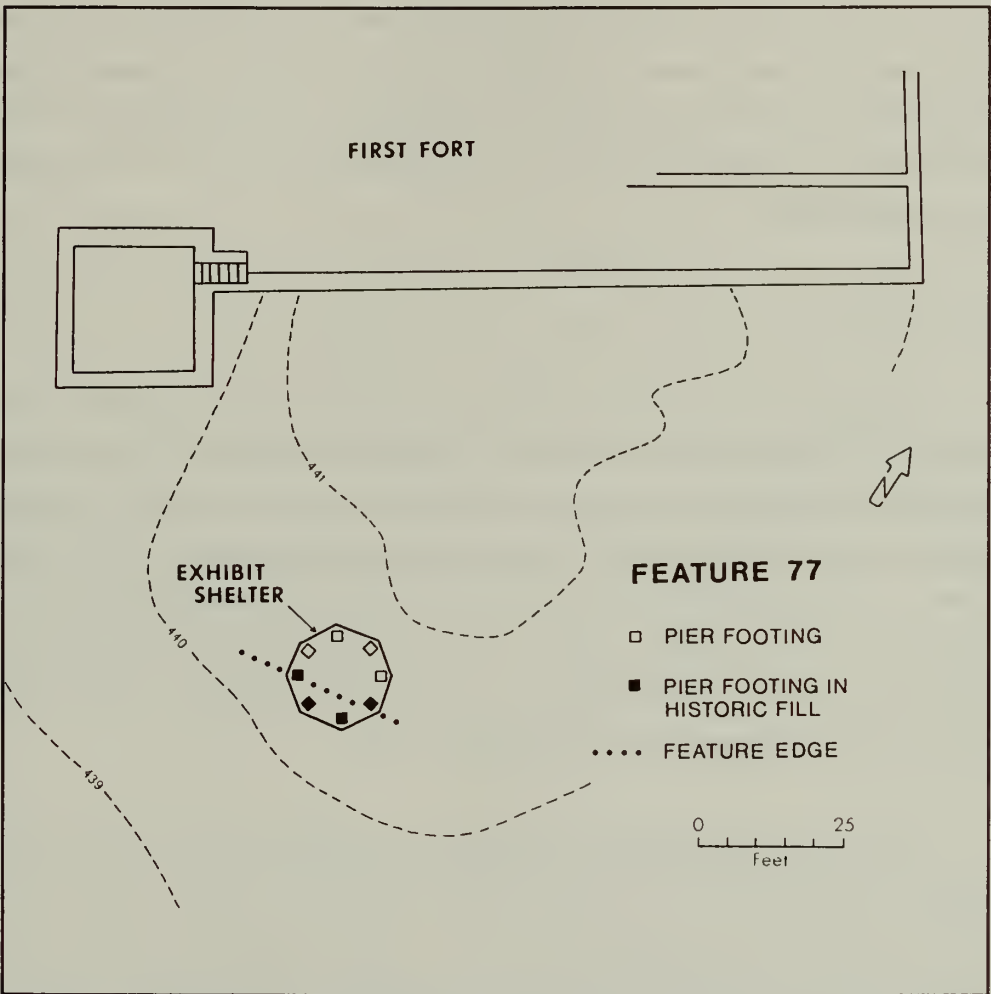 FIRST FORT
441
EXHIBIT
SHELTER
440
439
FEATURE 77
PIER FOOTING
PIER FOOTING IN
HISTORIC FILL
FEATURE EDGE
0 25
Feet